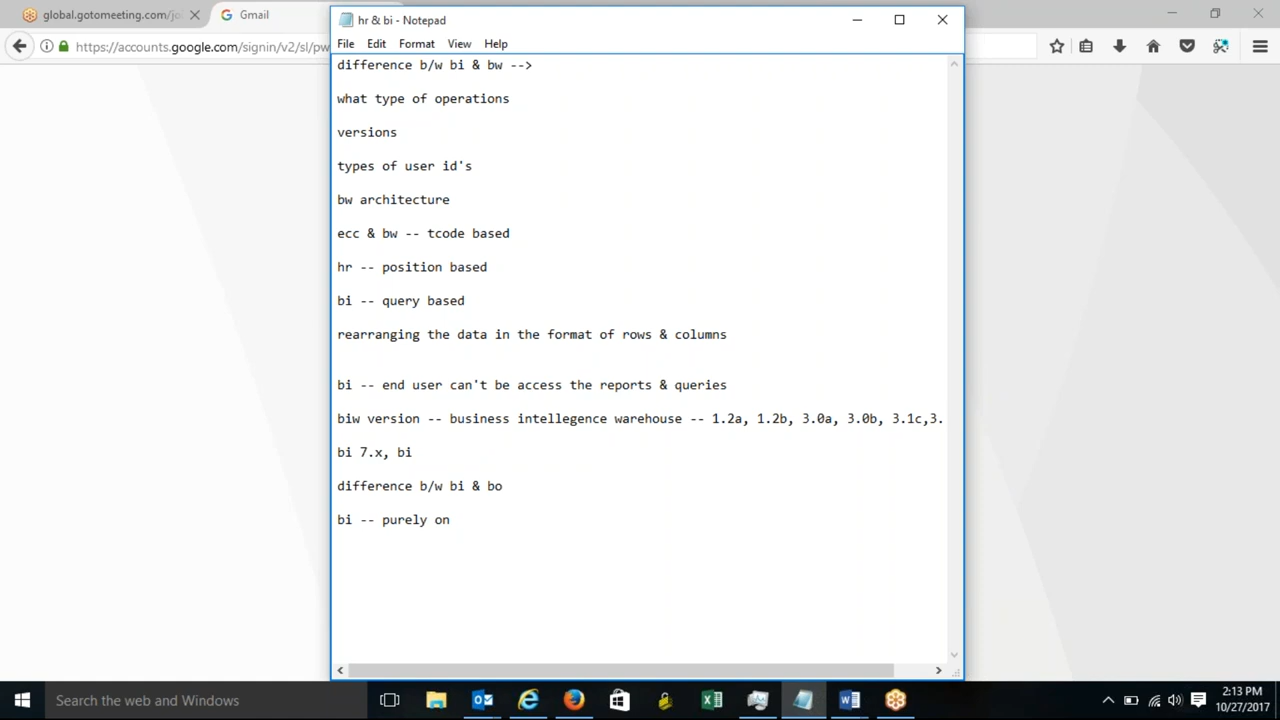 global.gotomeeting.com/jo
Gmail
https://accounts.google.com/signin/v2/sl/pw
hr & bi - Notepad
File Edit Format View Help
difference b/w bi & bw -->
what type of operations
versions
types of user id's
bw architecture
ecc & bw -- tcode based
hr -- position based
bi -- query based
rearranging the data in the format of rows & columns
bi -- end user can't be access the reports & queries
biw version -- business intellegence warehouse -- 1.2a, 1.2b, 3.0a, 3.0b, 3.1c,3.
bi 7.x, bi
difference b/w bi & bo
bi -- purely on
Search the web and Windows
2:13 PM
10/27/2017